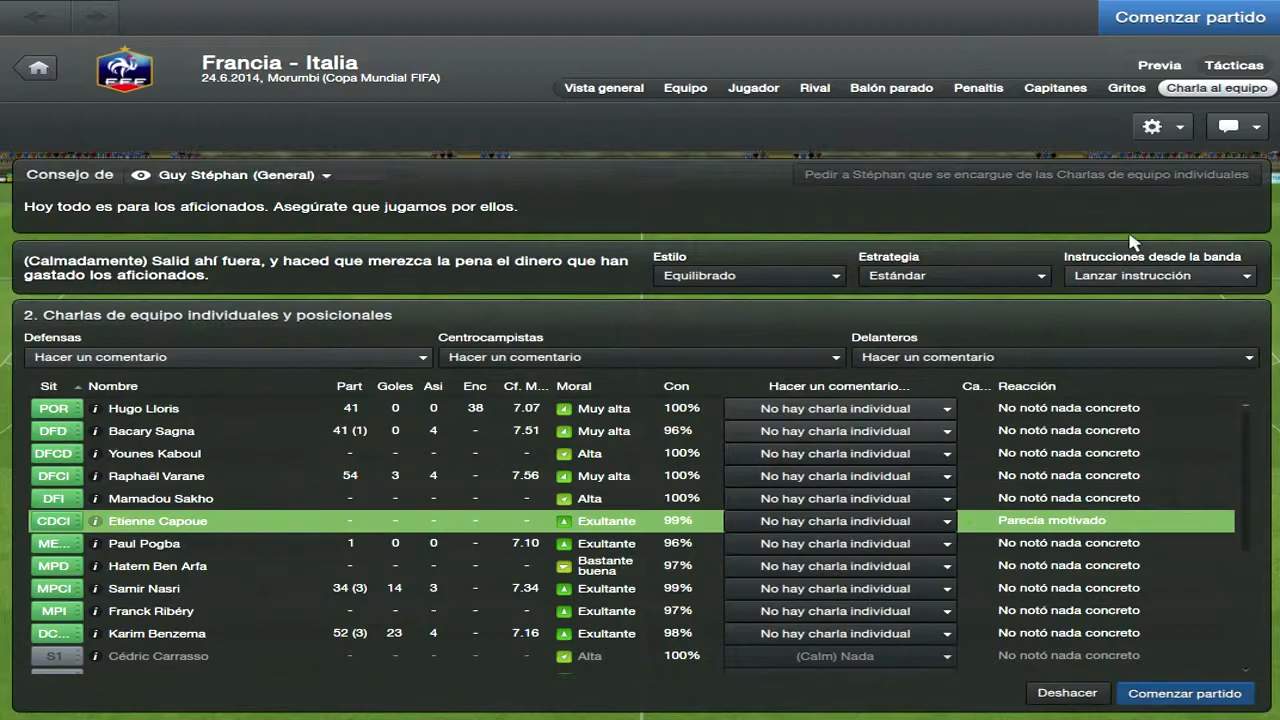 Comenzar partido
Francia - Italia
24.6.2014, Morumbi (Copa Mundial FIFA)
FFF
Previa Tácticas
Vista general Equipo Jugador Rival Balón parado Penaltis Capitanes Gritos Charla al equipo
Consejo de Guy Stéphan (General) Pedir a Stéphan que se encargue de las Charlas de equipo individuales
Hoy todo es para los aficionados. Asegúrate que jugamos por ellos.
(Calmadamente) Salid ahí fuera, y haced que merezca la pena el dinero que han
gastado los aficionados.
Estilo Estrategia Instrucciones desde la banda
Equilibrado Estándar Lanzar instrucción
2. Charlas de equipo individuales y posicionales
Defensas Centrocampistas Delanteros
Hacer un comentario Hacer un comentario Hacer un comentario
Sit Nombre Part Goles Asi Enc Cf. M... Moral Con Hacer un comentario... Ca... Reacción
POR i Hugo Lloris 41 0 0 38 7.07 Muy alta 100% No hay charla individual No notó nada concreto
DFD i Bacary Sagna 41 (1) 0 4 - 7.51 Muy alta 96% No hay charla individual No notó nada concreto
DFCD i Younes Kaboul - - - - - Alta 100% No hay charla individual No notó nada concreto
DFCI i Raphaël Varane 54 3 4 - 7.56 Muy alta 100% No hay charla individual No notó nada concreto
DFI i Mamadou Sakho - - - - - Alta 100% No hay charla individual No notó nada concreto
CDCI i Etienne Capoue - - - - - Exultante 99% No hay charla individual Parecía motivado
ME... i Paul Pogba 1 0 0 - 7.10 Exultante 96% No hay charla individual No notó nada concreto
MPD i Hatem Ben Arfa - - - - - Bastante buena 97% No hay charla individual No notó nada concreto
MPCI i Samir Nasri 34 (3) 14 3 - 7.34 Exultante 99% No hay charla individual No notó nada concreto
MPI i Franck Ribéry - - - - - Exultante 97% No hay charla individual No notó nada concreto
DC... i Karim Benzema 52 (3) 23 4 - 7.16 Exultante 98% No hay charla individual No notó nada concreto
S1 i Cédric Carrasso - - - - - Alta 100% (Calm) Nada No notó nada concreto
Deshacer Comenzar partido